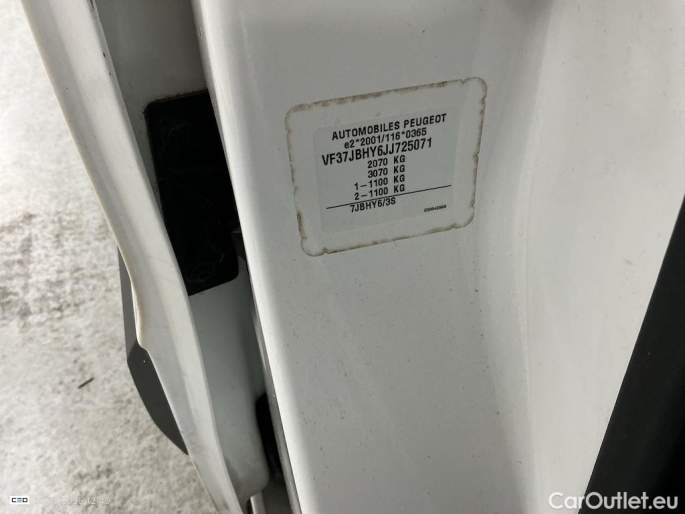 AUTOMOBILES PEUGEOT
e2*2001/116*0365
VF37JBHY6JJ725071
2070 KG
3070 KG
1-1100 KG
2-1100 KG
7JBHY6/3S
CarOutlet.eu